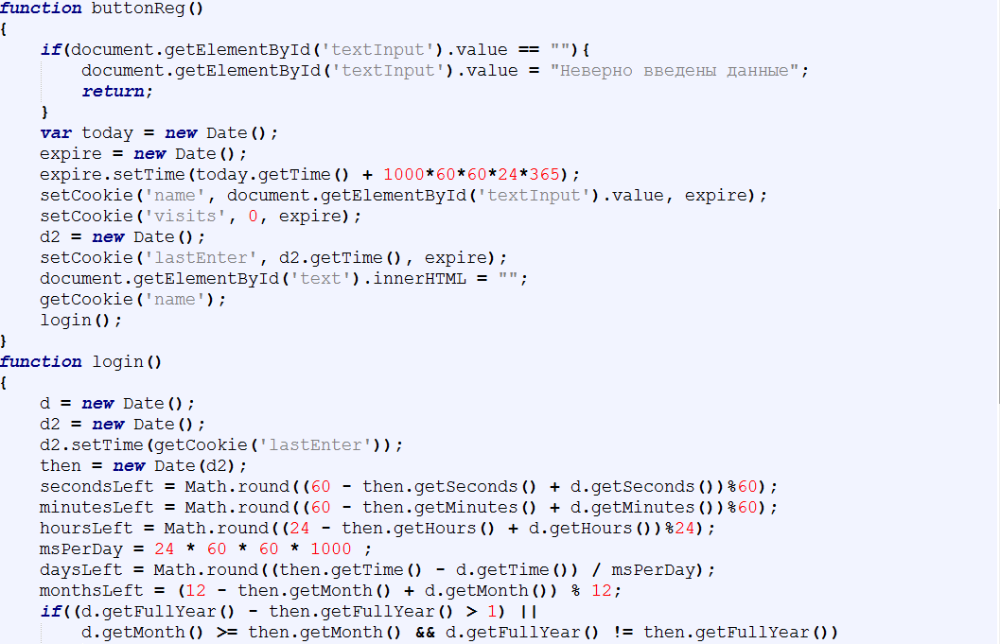 function buttonReg()
{
    if(document.getElementById('textInput').value == ""){
        document.getElementById('textInput').value = "Неверно введены данные";
        return;
    }
    var today = new Date();
    expire = new Date();
    expire.setTime(today.getTime() + 1000*60*60*24*365);
    setCookie('name', document.getElementById('textInput').value, expire);
    setCookie('visits', 0, expire);
    d2 = new Date();
    setCookie('lastEnter', d2.getTime(), expire);
    document.getElementById('text').innerHTML = "";
    getCookie('name');
    login();
}
function login()
{
    d = new Date();
    d2 = new Date();
    d2.setTime(getCookie('lastEnter'));
    then = new Date(d2);
    secondsLeft = Math.round((60 - then.getSeconds() + d.getSeconds())%60);
    minutesLeft = Math.round((60 - then.getMinutes() + d.getMinutes())%60);
    hoursLeft = Math.round((24 - then.getHours() + d.getHours())%24);
    msPerDay = 24 * 60 * 60 * 1000 ;
    daysLeft = Math.round((then.getTime() - d.getTime()) / msPerDay);
    monthsLeft = (12 - then.getMonth() + d.getMonth()) % 12;
    if((d.getFullYear() - then.getFullYear() > 1) ||
        d.getMonth() >= then.getMonth() && d.getFullYear() != then.getFullYear())